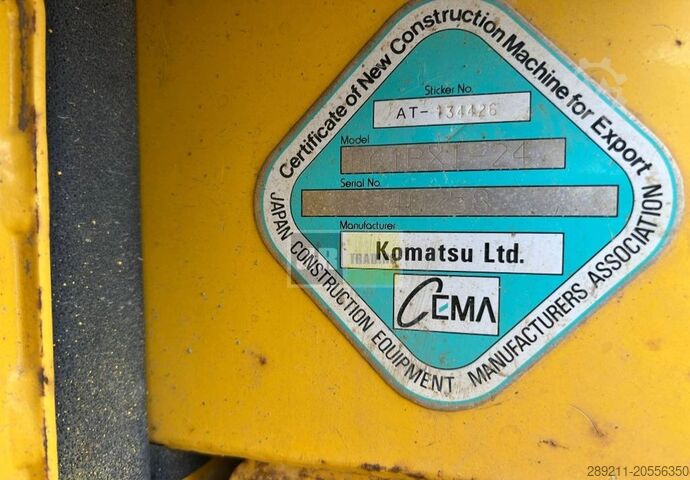 Certificate of New Construction Machine for Export
Sticker No.
AT-134426
Model
Serial No.
Manufacturer
Komatsu Ltd.
TRADING
CEMA
JAPAN CONSTRUCTION EQUIPMENT MANUFACTURERS ASSOCIATION
289211-20556350